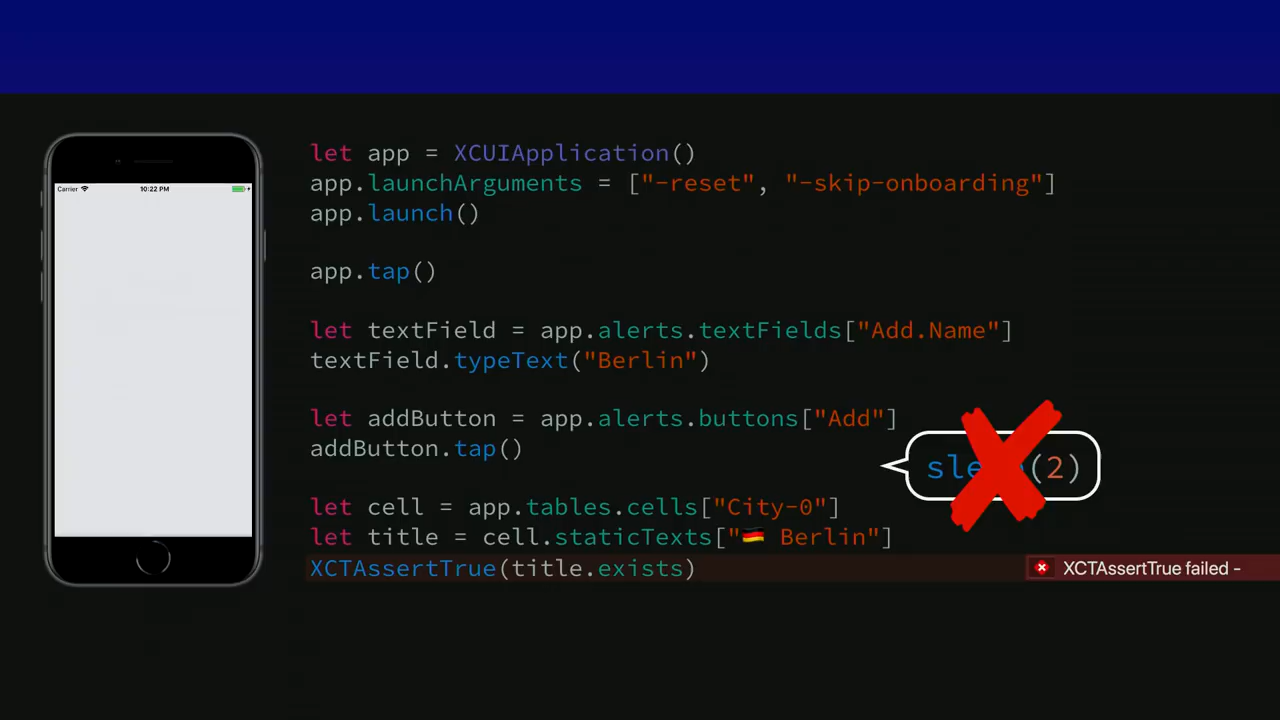 Carrier 10:22 PM
let app = XCUIApplication()
app.launchArguments = ["-reset", "-skip-onboarding"]
app.launch()
app.tap()
let textField = app.alerts.textFields["Add.Name"]
textField.typeText("Berlin")
let addButton = app.alerts.buttons["Add"]
addButton.tap()
(2)
let cell = app.tables.cells["City-0"]
let title = cell.staticTexts["🇩🇪 Berlin"]
XCTAssertTrue(title.exists)
XCTAssertTrue failed -